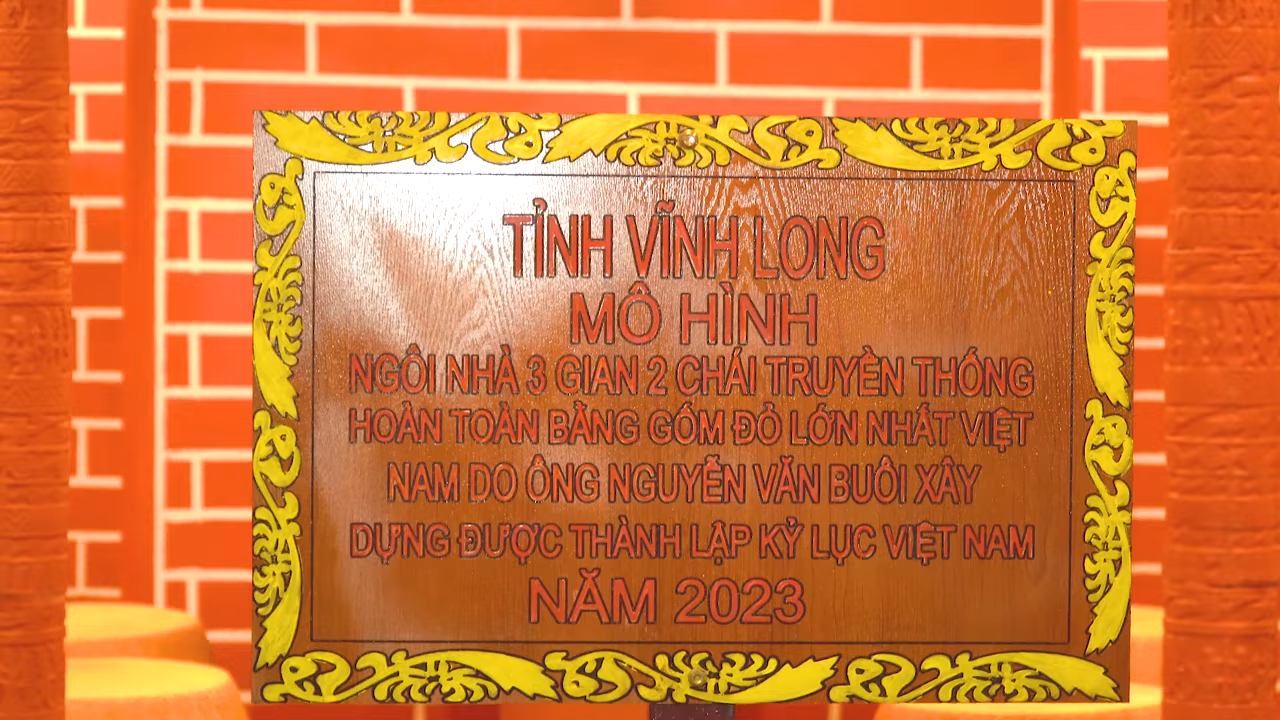 TỈNH VĨNH LONG
MÔ HÌNH
NGÔI NHÀ 3 GIAN 2 CHÁI TRUYỀN THỐNG
HOÀN TOÀN BẰNG GỐM ĐỎ LỚN NHẤT VIỆT
NAM DO ÔNG NGUYỄN VĂN BUÔI XÂY
DỰNG ĐƯỢC THÀNH LẬP KỶ LỤC VIỆT NAM
NĂM 2023